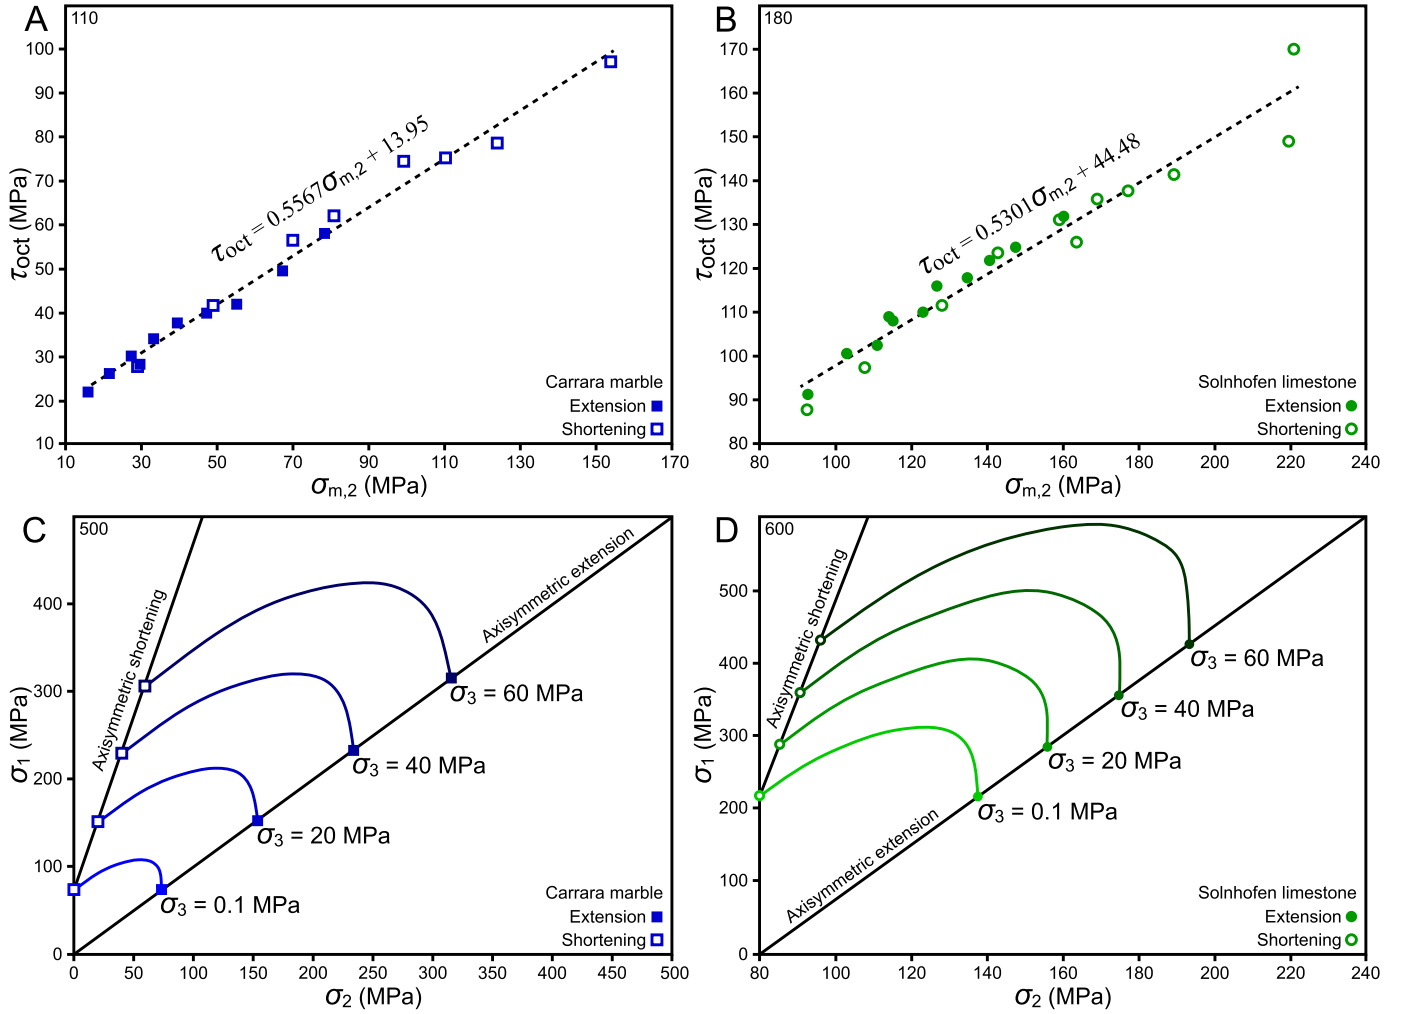 A
110
100
90
80
70
60
50
40
30
20
10
τoct (MPa)
τoct = 0.5567σm,2 + 13.95
Carrara marble
Extension
Shortening
10 30 50 70 90 110 130 150 170
σm,2 (MPa)
B
180
170
160
150
140
130
120
110
100
90
80
τoct (MPa)
τoct = 0.5301σm,2 + 44.48
Solnhofen limestone
Extension
Shortening
80 100 120 140 160 180 200 220 240
σm,2 (MPa)
C
500
400
300
200
100
0
σ1 (MPa)
Axisymmetric shortening
Axisymmetric extension
σ3 = 60 MPa
σ3 = 40 MPa
σ3 = 20 MPa
σ3 = 0.1 MPa
Carrara marble
Extension
Shortening
0 50 100 150 200 250 300 350 400 450 500
σ2 (MPa)
D
600
500
400
300
200
100
0
σ1 (MPa)
Axisymmetric shortening
σ3 = 60 MPa
σ3 = 40 MPa
σ3 = 20 MPa
σ3 = 0.1 MPa
Axisymmetric extension
Solnhofen limestone
Extension
Shortening
80 100 120 140 160 180 200 220 240
σ2 (MPa)